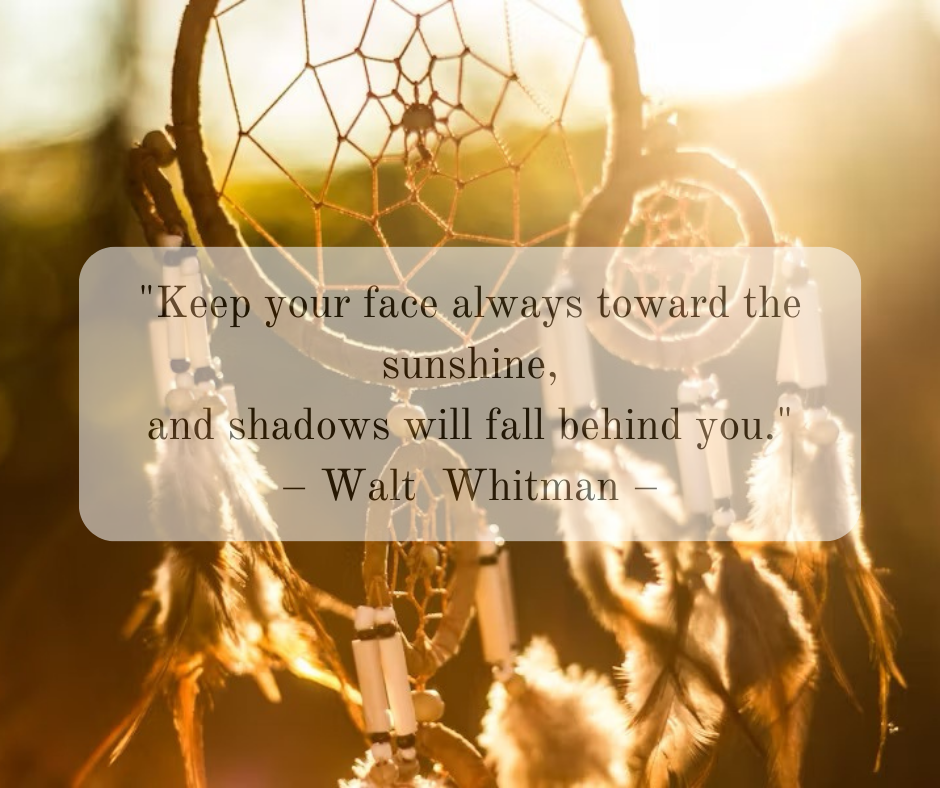 "Keep your face always toward the
sunshine,
and shadows will fall behind you."
– Walt  Whitman –